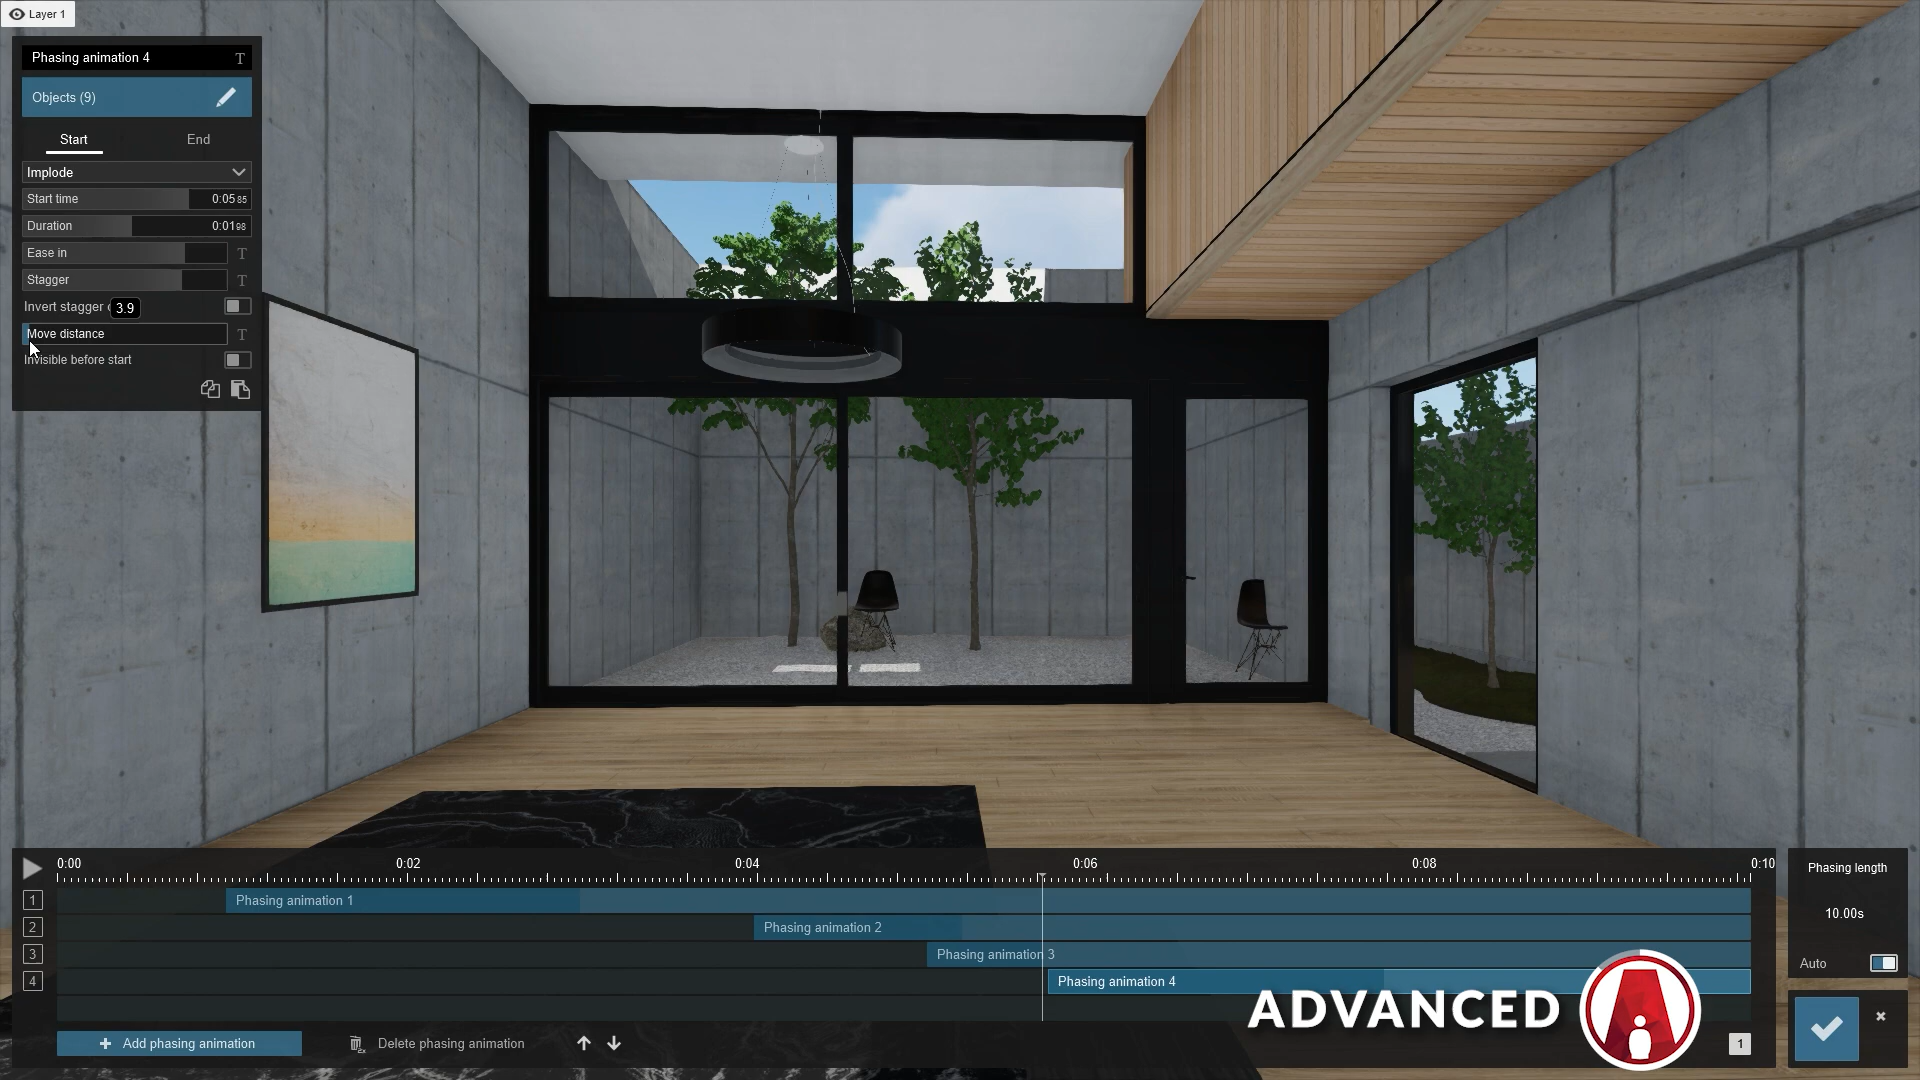 Layer 1
Phasing animation 4 T
Objects (9)
Start End
Implode
Start time 0:05 85
Duration 0:01 98
Ease in T
Stagger T
Invert stagger 3.9
Move distance T
Invisible before start
0:00 0:02 0:04 0:06 0:08 0:10
1 Phasing animation 1
2 Phasing animation 2
3 Phasing animation 3
4 Phasing animation 4
Add phasing animation Delete phasing animation 1
Phasing length
10.00s
Auto
ADVANCED